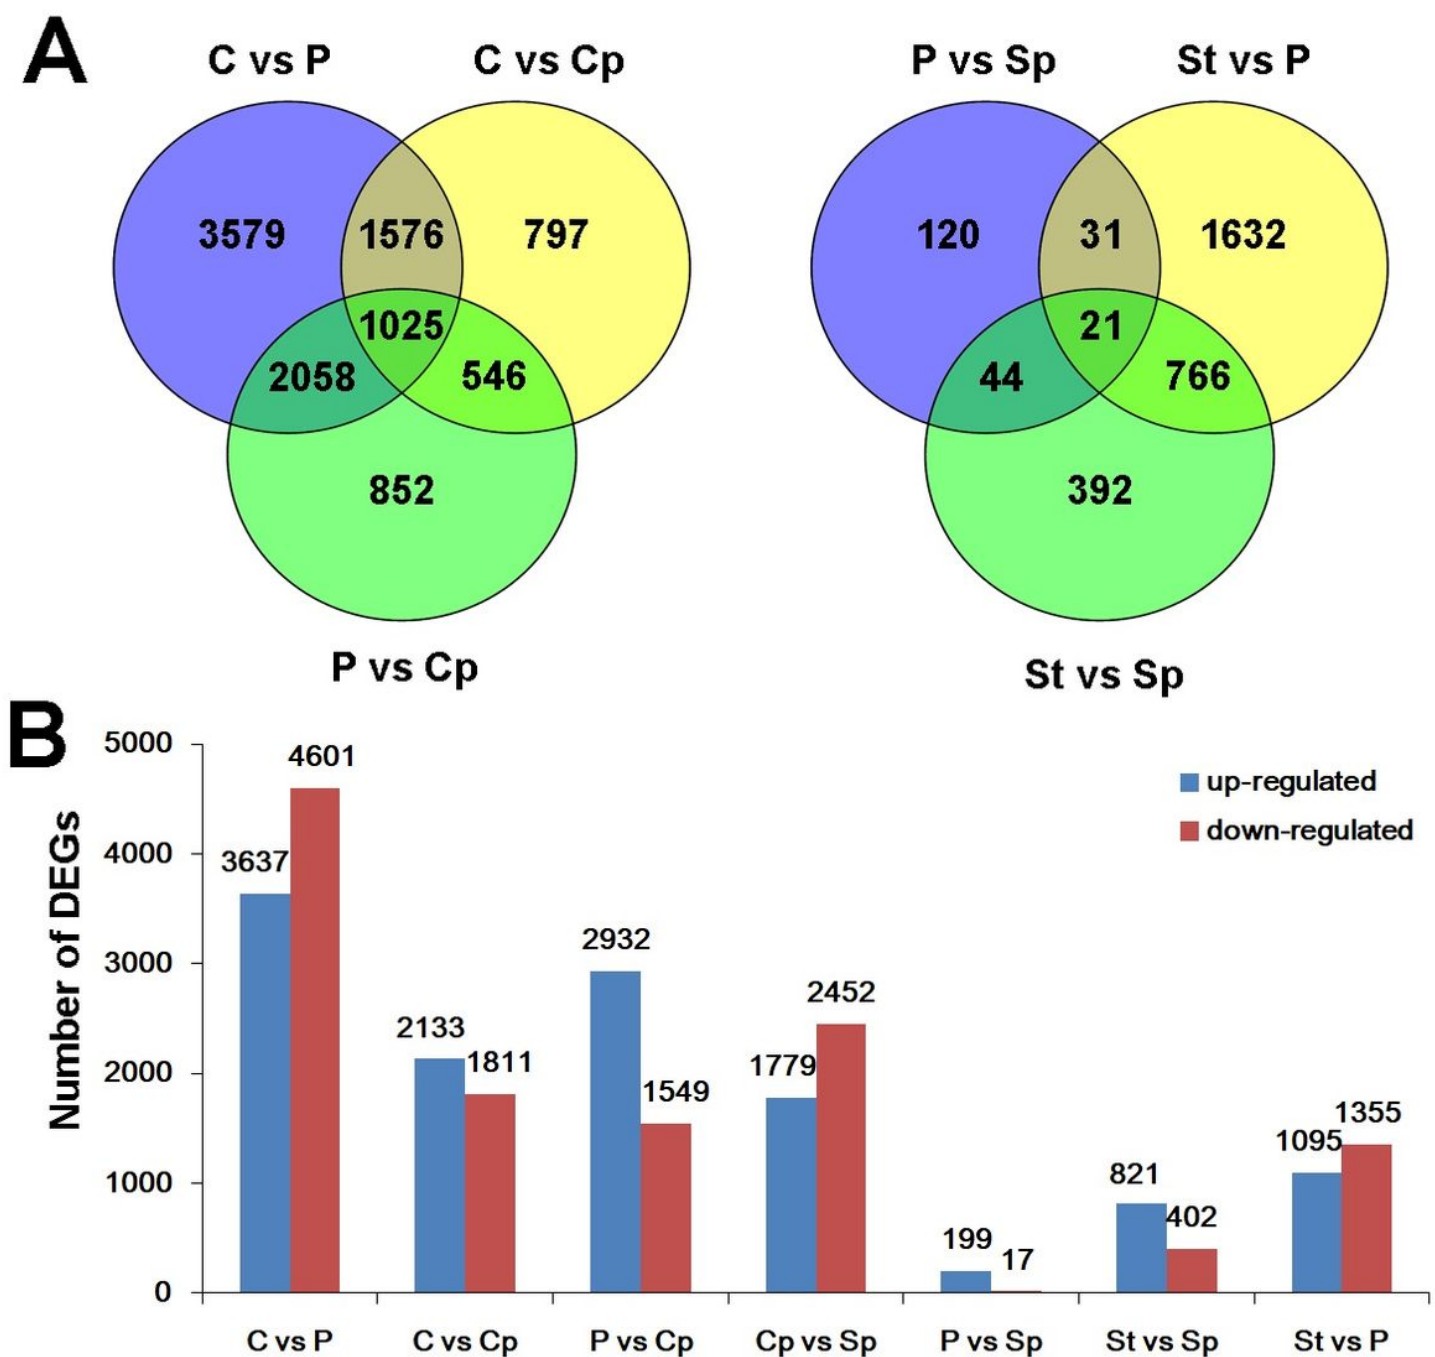 A
C vs P
C vs Cp
P vs Sp
St vs P
3579
1576
797
120
31
1632
1025
21
2058
546
44
766
852
392
P vs Cp
St vs Sp
B
Number of DEGs
5000
4000
3000
2000
1000
0
up-regulated
down-regulated
3637
4601
2133
1811
2932
1549
1779
2452
199
17
821
402
1095
1355
C vs P
C vs Cp
P vs Cp
Cp vs Sp
P vs Sp
St vs Sp
St vs P